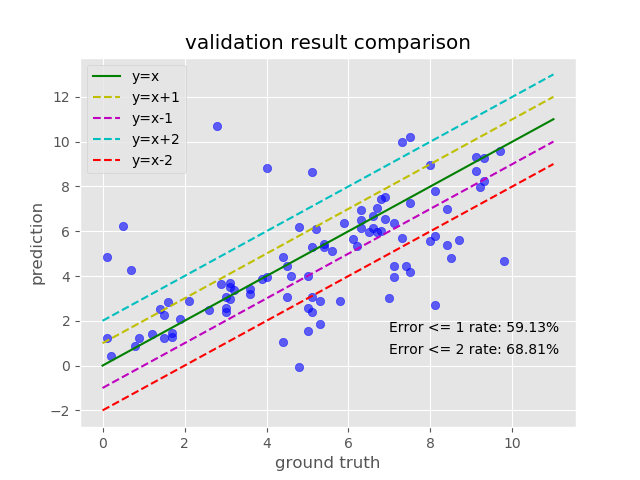 validation result comparison
y=x
y=x+1
y=x-1
y=x+2
y=x-2
12
10
8
6
4
2
0
−2
prediction
Error <= 1 rate: 59.13%
Error <= 2 rate: 68.81%
0 2 4 6 8 10
ground truth